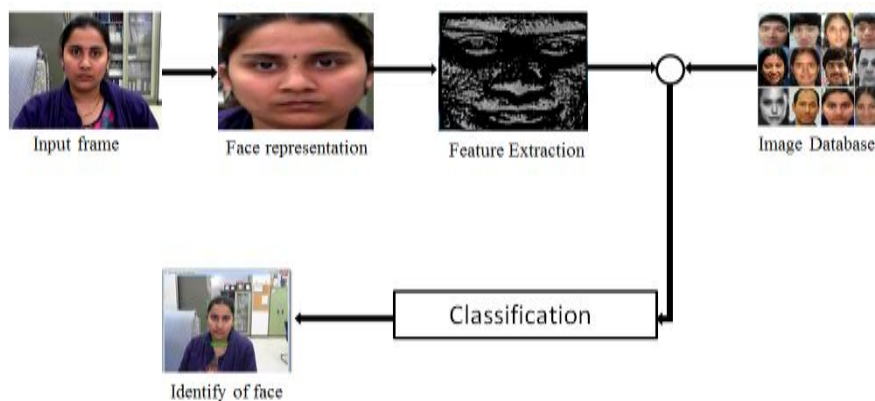 Input frame
Face representation
Feature Extraction
Image Database
Classification
Identify of face